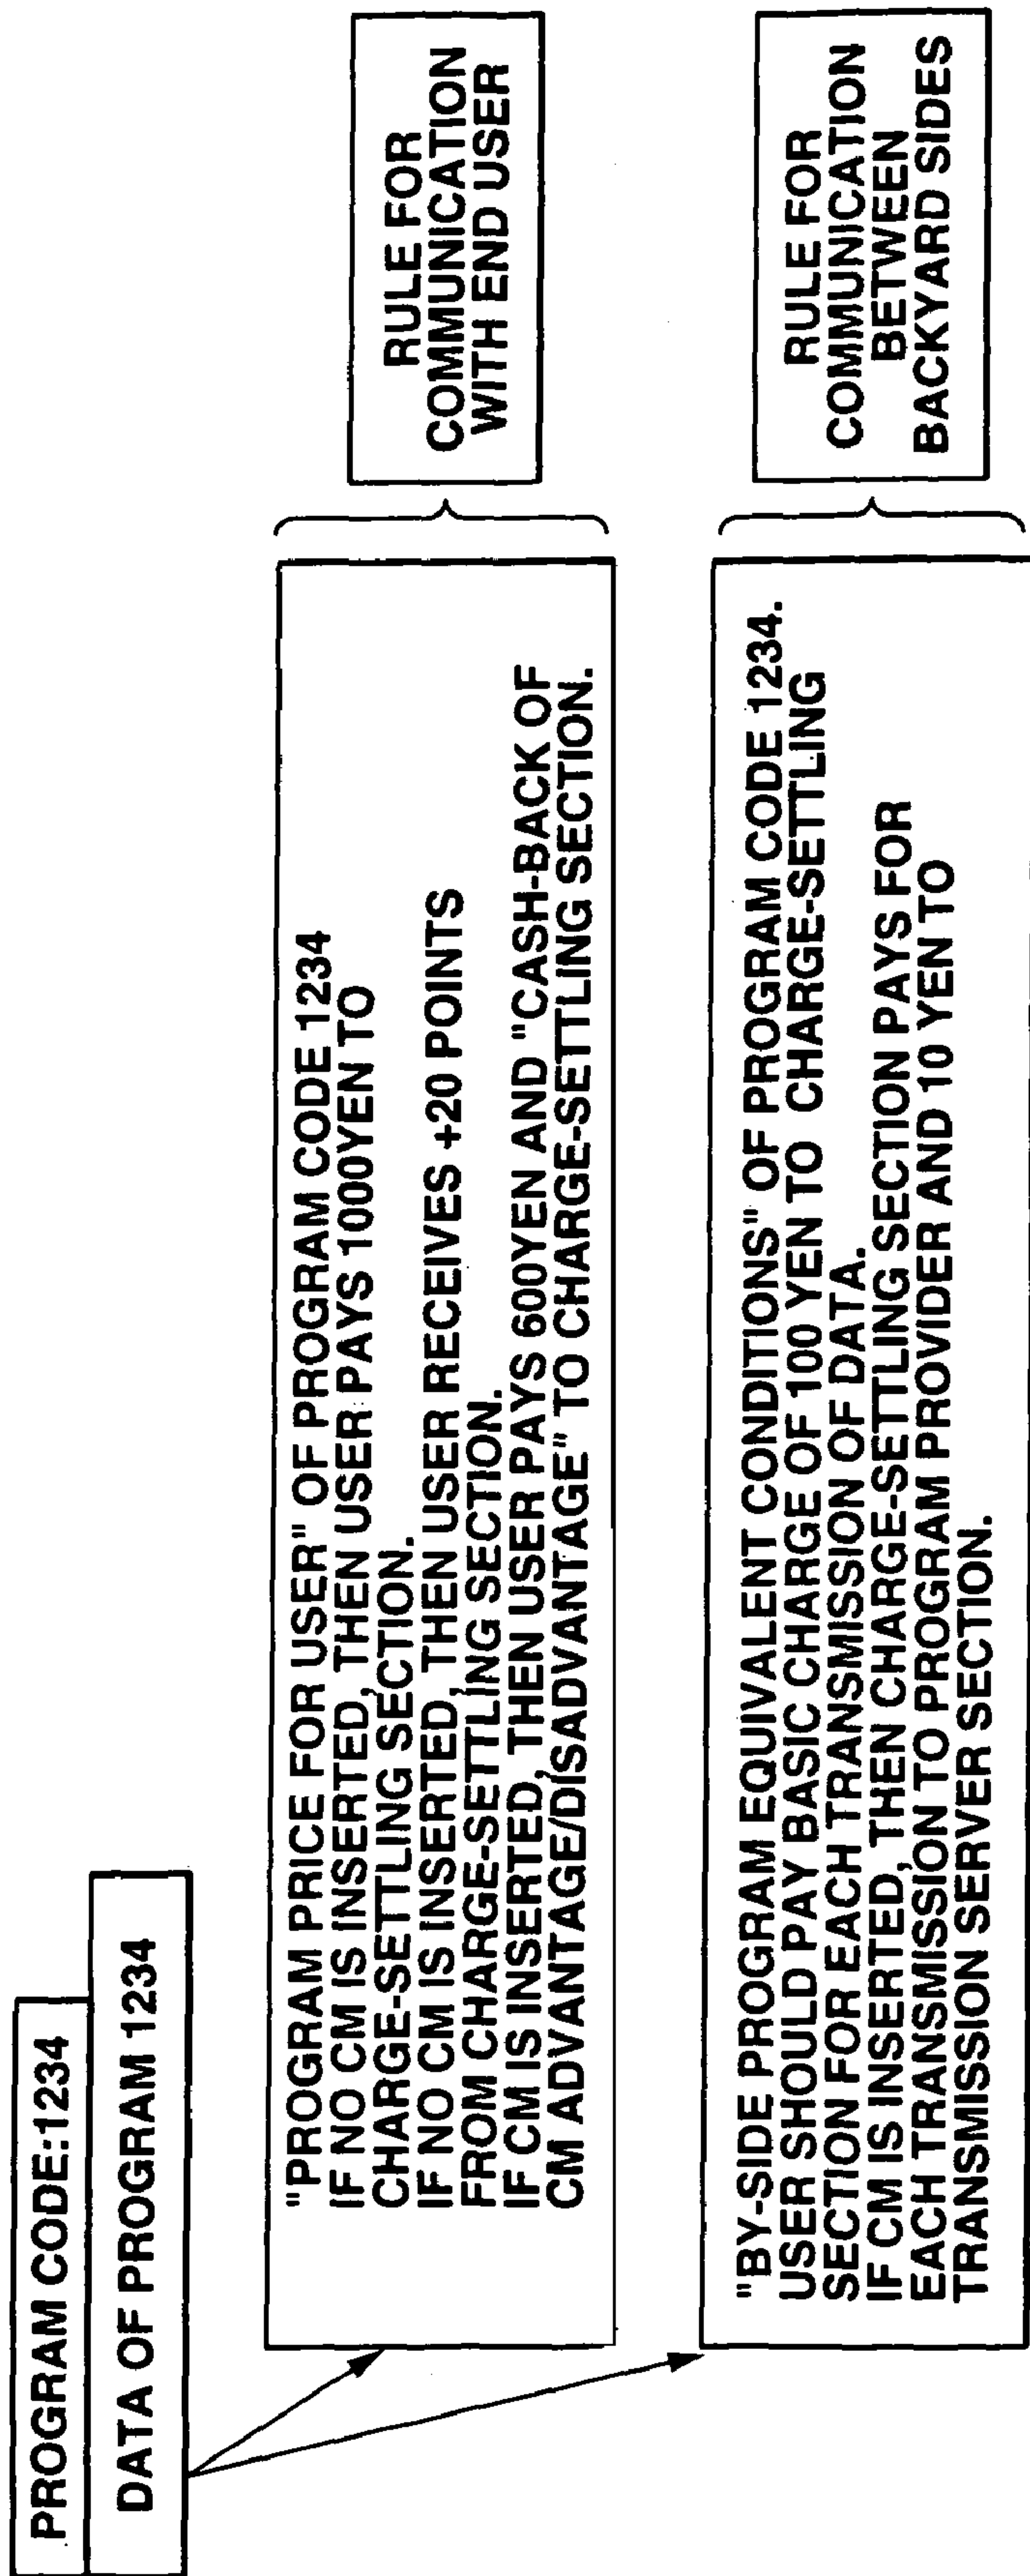 PROGRAM CODE:1234
DATA OF PROGRAM 1234
"PROGRAM PRICE FOR USER" OF PROGRAM CODE 1234
IF NO CM IS INSERTED, THEN USER PAYS 1000YEN TO
CHARGE-SETTLING SECTION.
IF NO CM IS INSERTED, THEN USER RECEIVES +20 POINTS
FROM CHARGE-SETTLING SECTION.
IF CM IS INSERTED, THEN USER PAYS 600YEN AND "CASH-BACK OF
CM ADVANTAGE/DISADVANTAGE" TO CHARGE-SETTLING SECTION.
RULE FOR
COMMUNICATION
WITH END USER
"BY-SIDE PROGRAM EQUIVALENT CONDITIONS" OF PROGRAM CODE 1234.
USER SHOULD PAY BASIC CHARGE OF 100 YEN TO CHARGE-SETTLING
SECTION FOR EACH TRANSMISSION OF DATA.
IF CM IS INSERTED, THEN CHARGE-SETTLING SECTION PAYS FOR
EACH TRANSMISSION TO PROGRAM PROVIDER AND 10 YEN TO
TRANSMISSION SERVER SECTION.
RULE FOR
COMMUNICATION
BETWEEN
BACKYARD SIDES